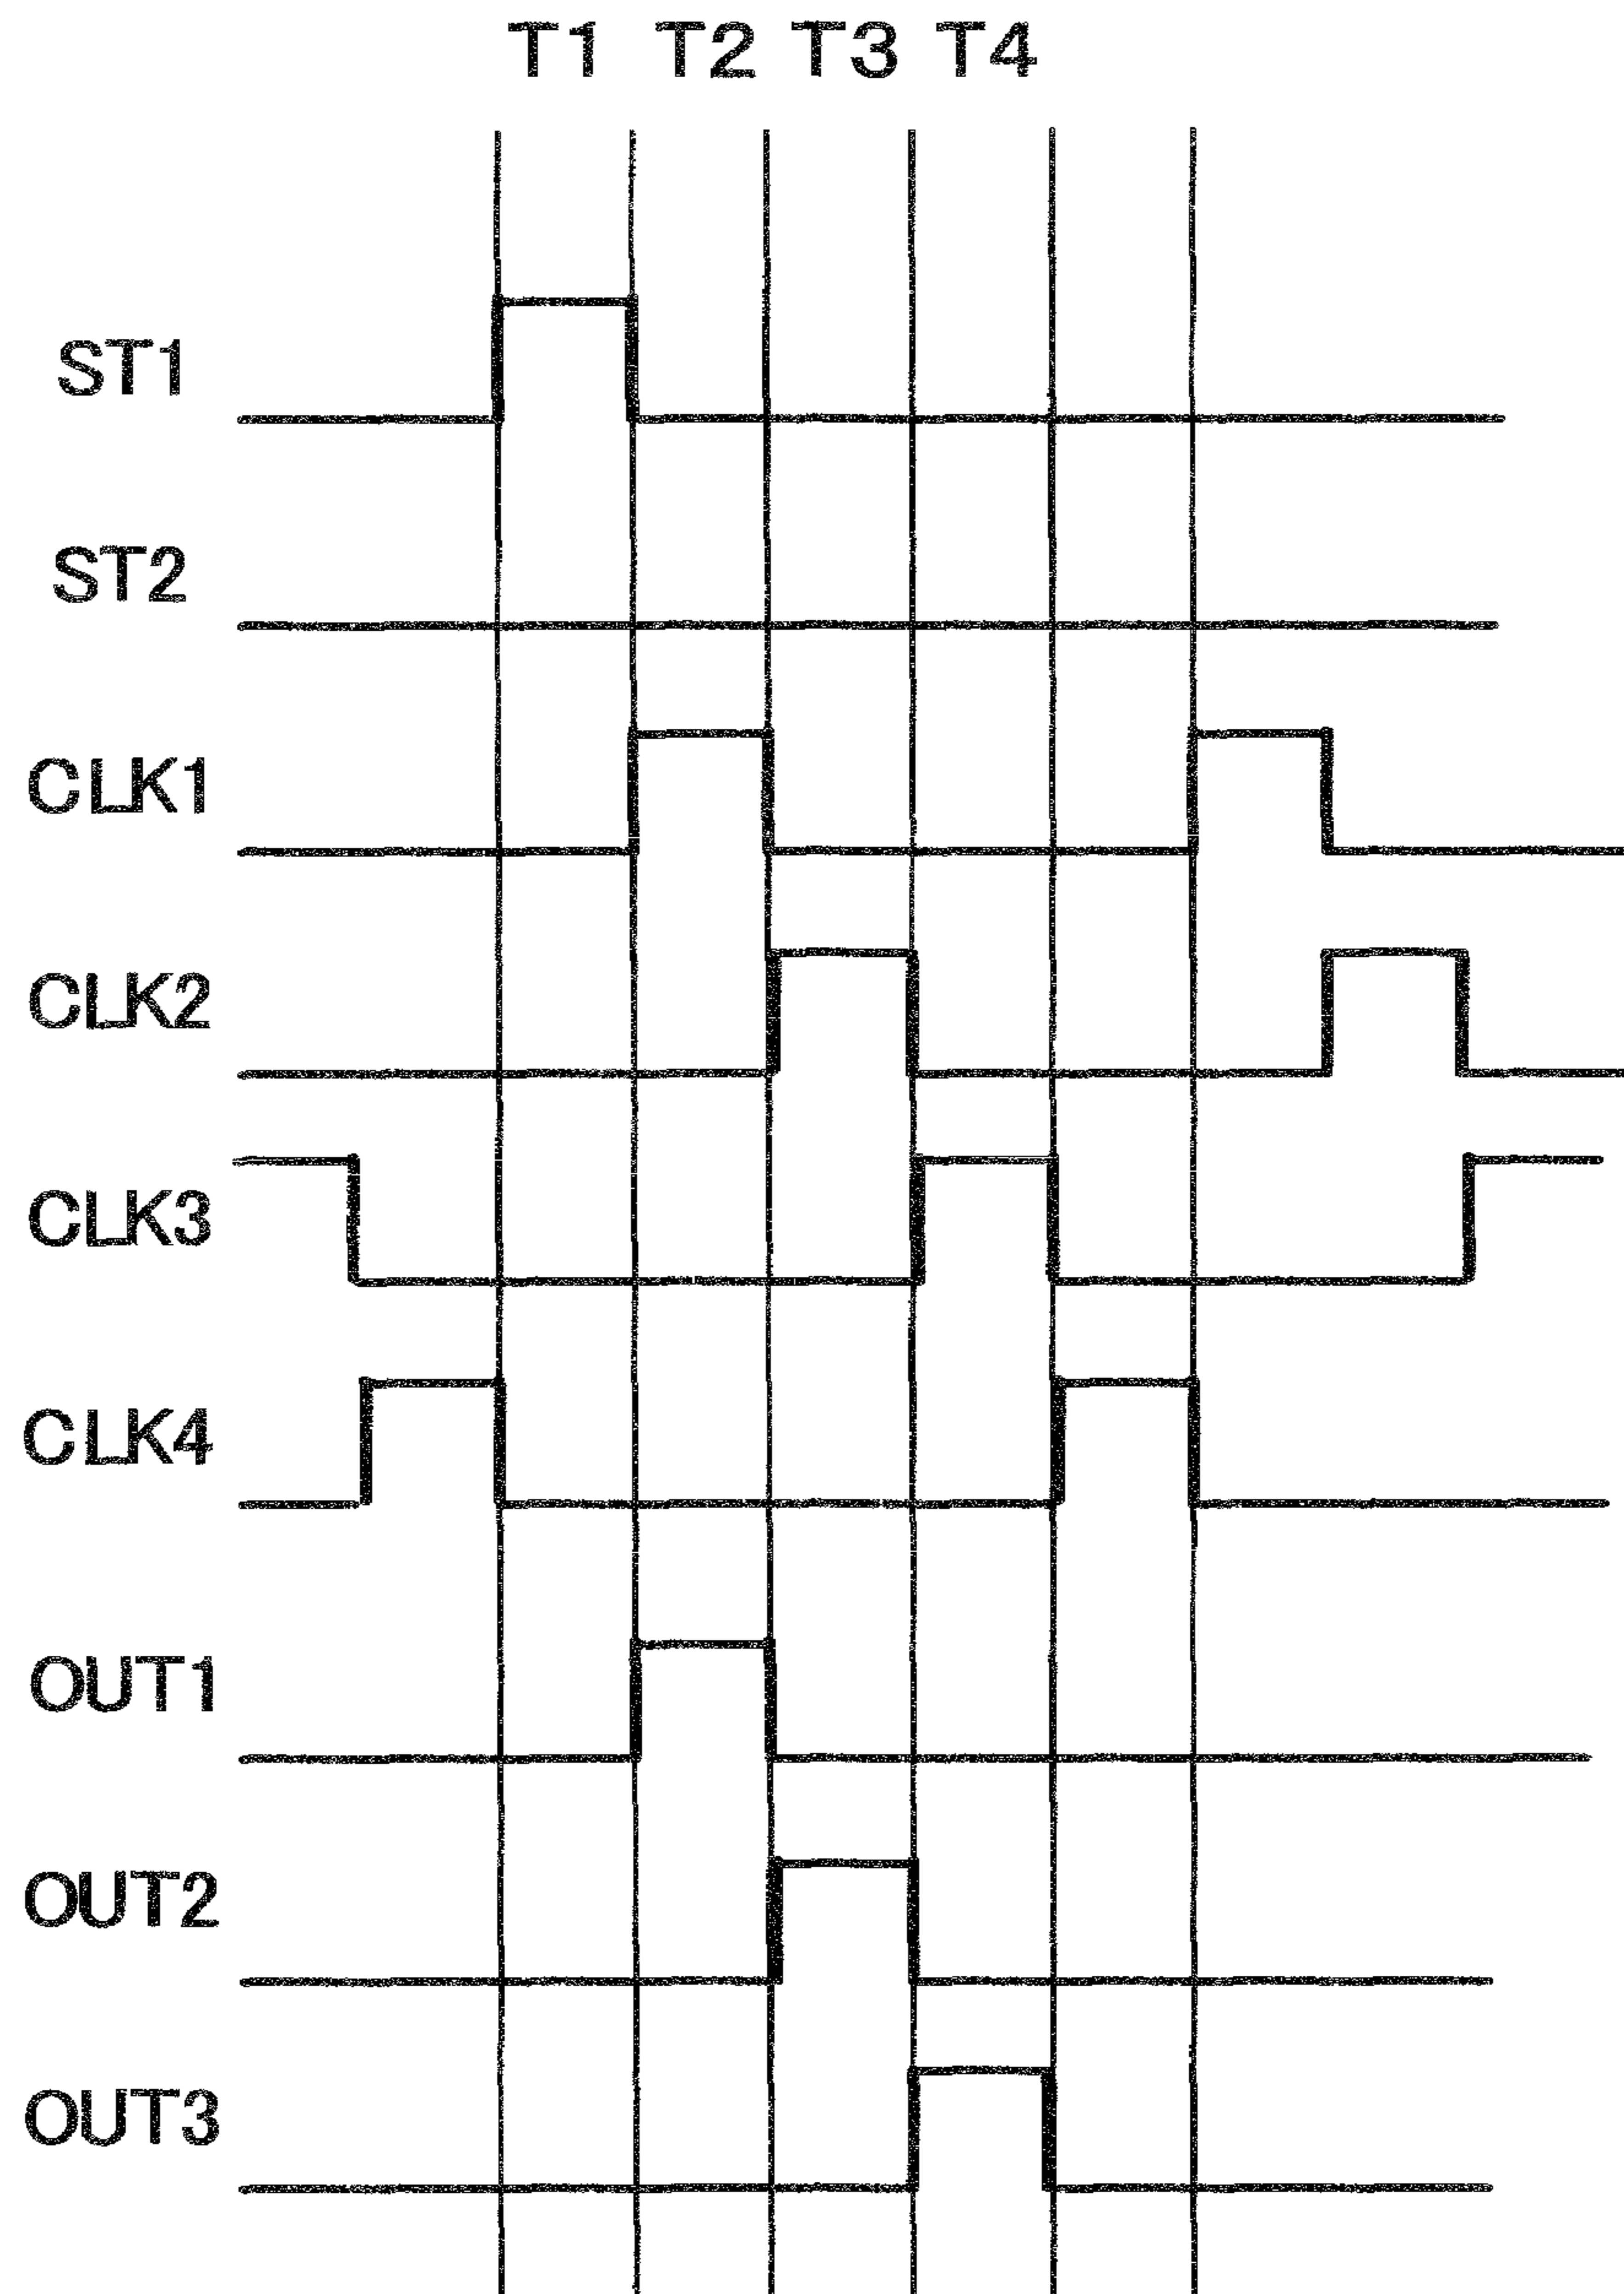 T1 T2 T3 T4
ST1
ST2
CLK1
CLK2
CLK3
CLK4
OUT1
OUT2
OUT3